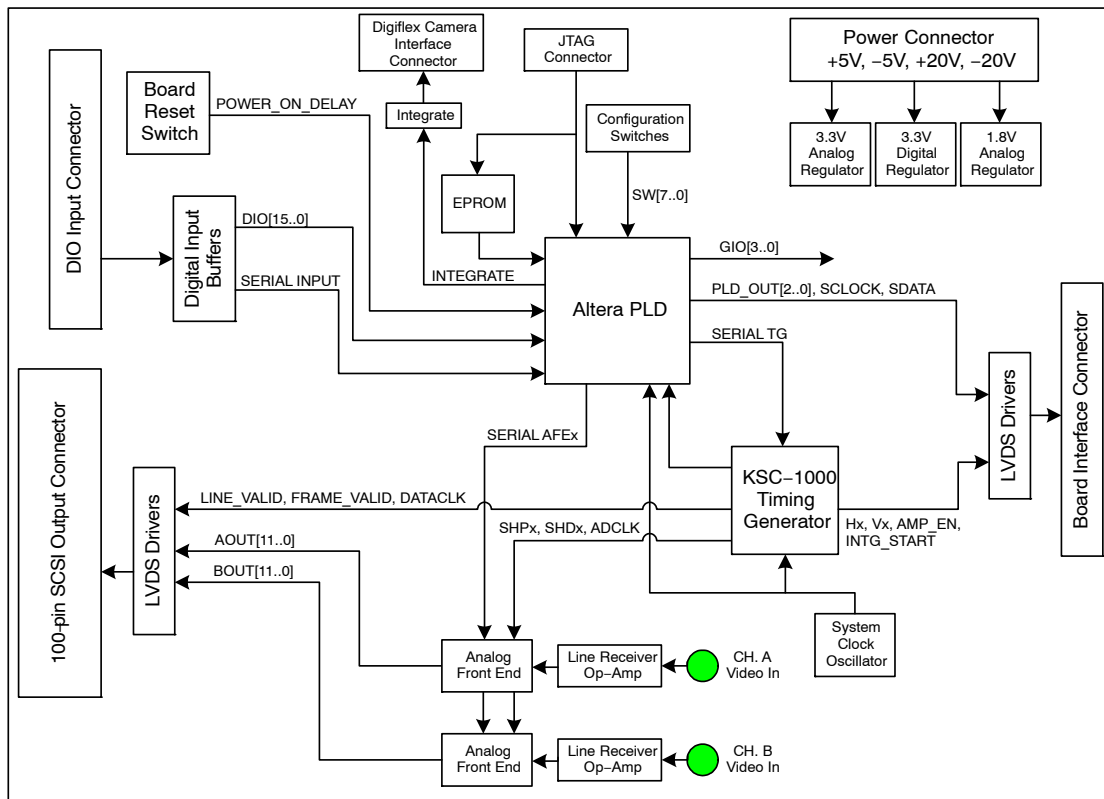 Digiflex Camera
Interface
Connector
JTAG
Connector
Power Connector
+5V, −5V, +20V, −20V
Board
Reset
Switch
POWER_ON_DELAY
Integrate
Configuration
Switches
3.3V
Analog
Regulator
3.3V
Digital
Regulator
1.8V
Analog
Regulator
DIO Input Connector
EPROM
SW[7..0]
Digital Input
Buffers
DIO[15..0]
SERIAL INPUT
INTEGRATE
Altera PLD
GIO[3..0]
PLD_OUT[2..0], SCLOCK, SDATA
SERIAL TG
LVDS Drivers
Board Interface Connector
SERIAL AFEx
100-pin SCSI Output Connector
LVDS Drivers
LINE_VALID, FRAME_VALID, DATACLK
KSC−1000
Timing
Generator
SHPx, SHDx, ADCLK
Hx, Vx, AMP_EN,
INTG_START
AOUT[11..0]
BOUT[11..0]
System
Clock
Oscillator
Analog
Front End
Line Receiver
Op−Amp
CH. A
Video In
Analog
Front End
Line Receiver
Op−Amp
CH. B
Video In